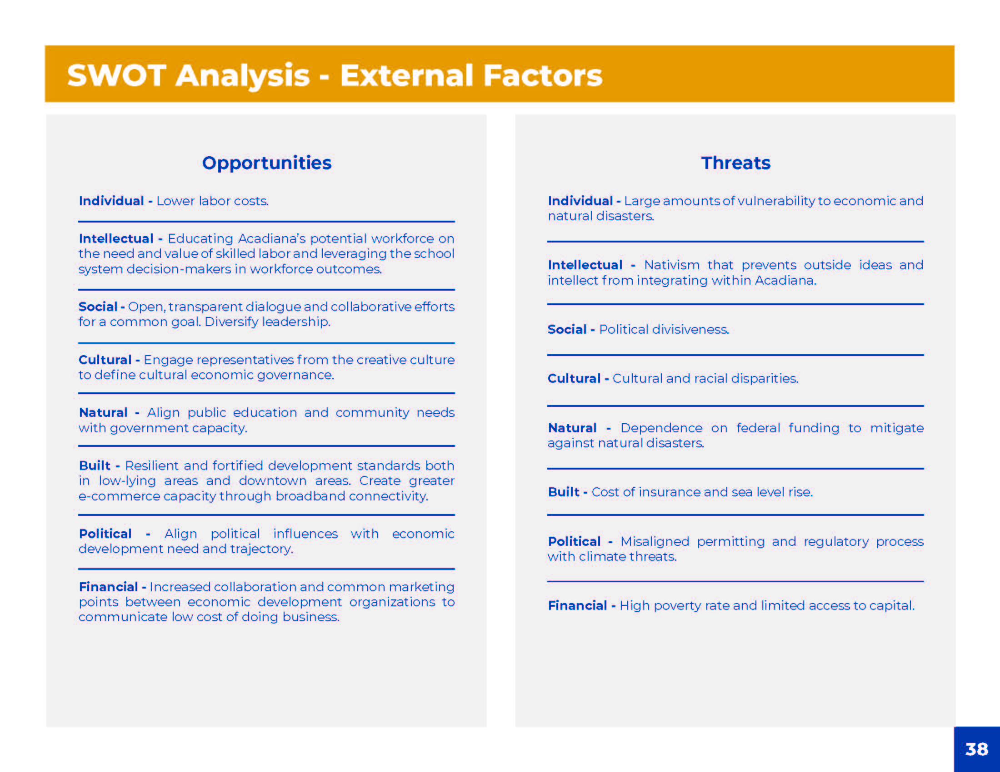 SWOT Analysis - External Factors
Opportunities
Individual - Lower labor costs.
Intellectual - Educating Acadiana's potential workforce on
the need and value of skilled labor and leveraging the school
system decision-makers in workforce outcomes.
Social - Open, transparent dialogue and collaborative efforts
for a common goal. Diversify leadership.
Cultural - Engage representatives from the creative culture
to define cultural economic governance.
Natural - Align public education and community needs
with government capacity.
Built - Resilient and fortified development standards both
in low-lying areas and downtown areas. Create greater
e-commerce capacity through broadband connectivity.
Political - Align political influences with economic
development need and trajectory.
Financial - Increased collaboration and common marketing
points between economic development organizations to
communicate low cost of doing business.
Threats
Individual - Large amounts of vulnerability to economic and
natural disasters.
Intellectual - Nativism that prevents outside ideas and
intellect from integrating within Acadiana.
Social - Political divisiveness.
Cultural - Cultural and racial disparities.
Natural - Dependence on federal funding to mitigate
against natural disasters.
Built - Cost of insurance and sea level rise.
Political - Misaligned permitting and regulatory process
with climate threats.
Financial - High poverty rate and limited access to capital.
38